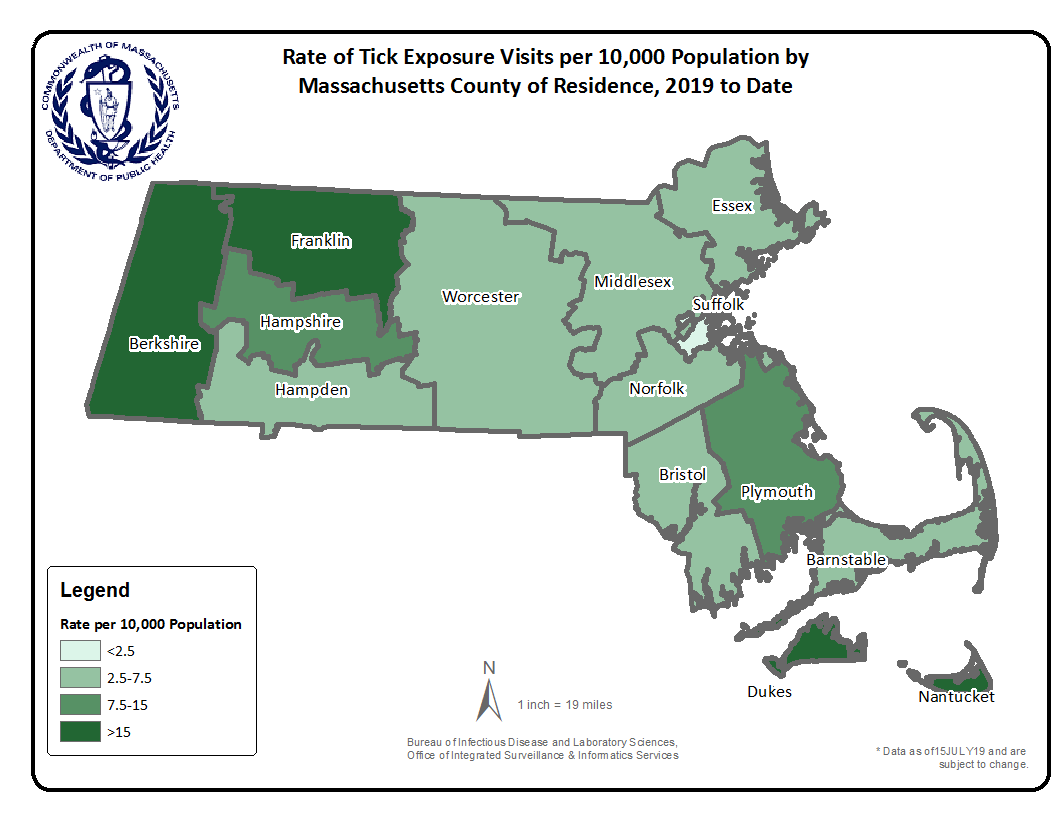 COMMONWEALTH OF MASSACHUSETTS
DEPARTMENT OF PUBLIC HEALTH
Rate of Tick Exposure Visits per 10,000 Population by
Massachusetts County of Residence, 2019 to Date
Essex
Franklin
Middlesex
Worcester
Suffolk
Hampshire
Berkshire
Hampden
Norfolk
Bristol
Plymouth
Barnstable
Dukes
Nantucket
Legend
Rate per 10,000 Population
<2.5
2.5-7.5
7.5-15
>15
N
1 inch = 19 miles
Bureau of Infectious Disease and Laboratory Sciences,
Office of Integrated Surveillance & Informatics Services
* Data as of15JULY19 and are
subject to change.